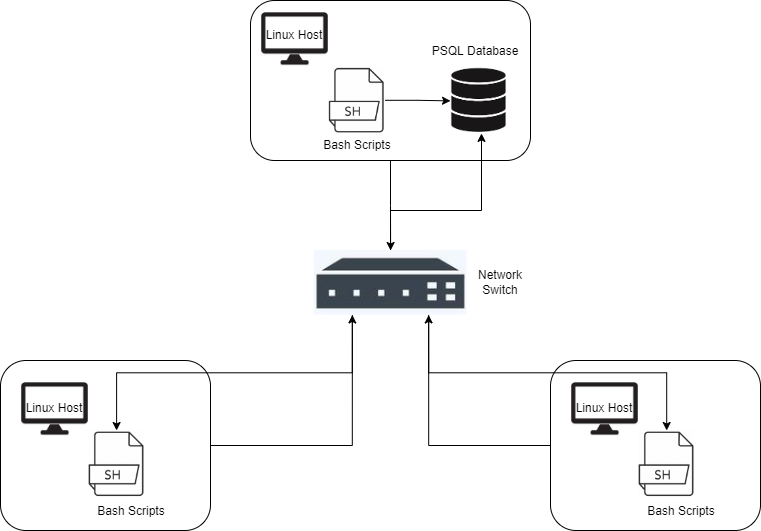 Linux Host
PSQL Database
SH
Bash Scripts
Network
Switch
Linux Host
SH
Bash Scripts
Linux Host
SH
Bash Scripts